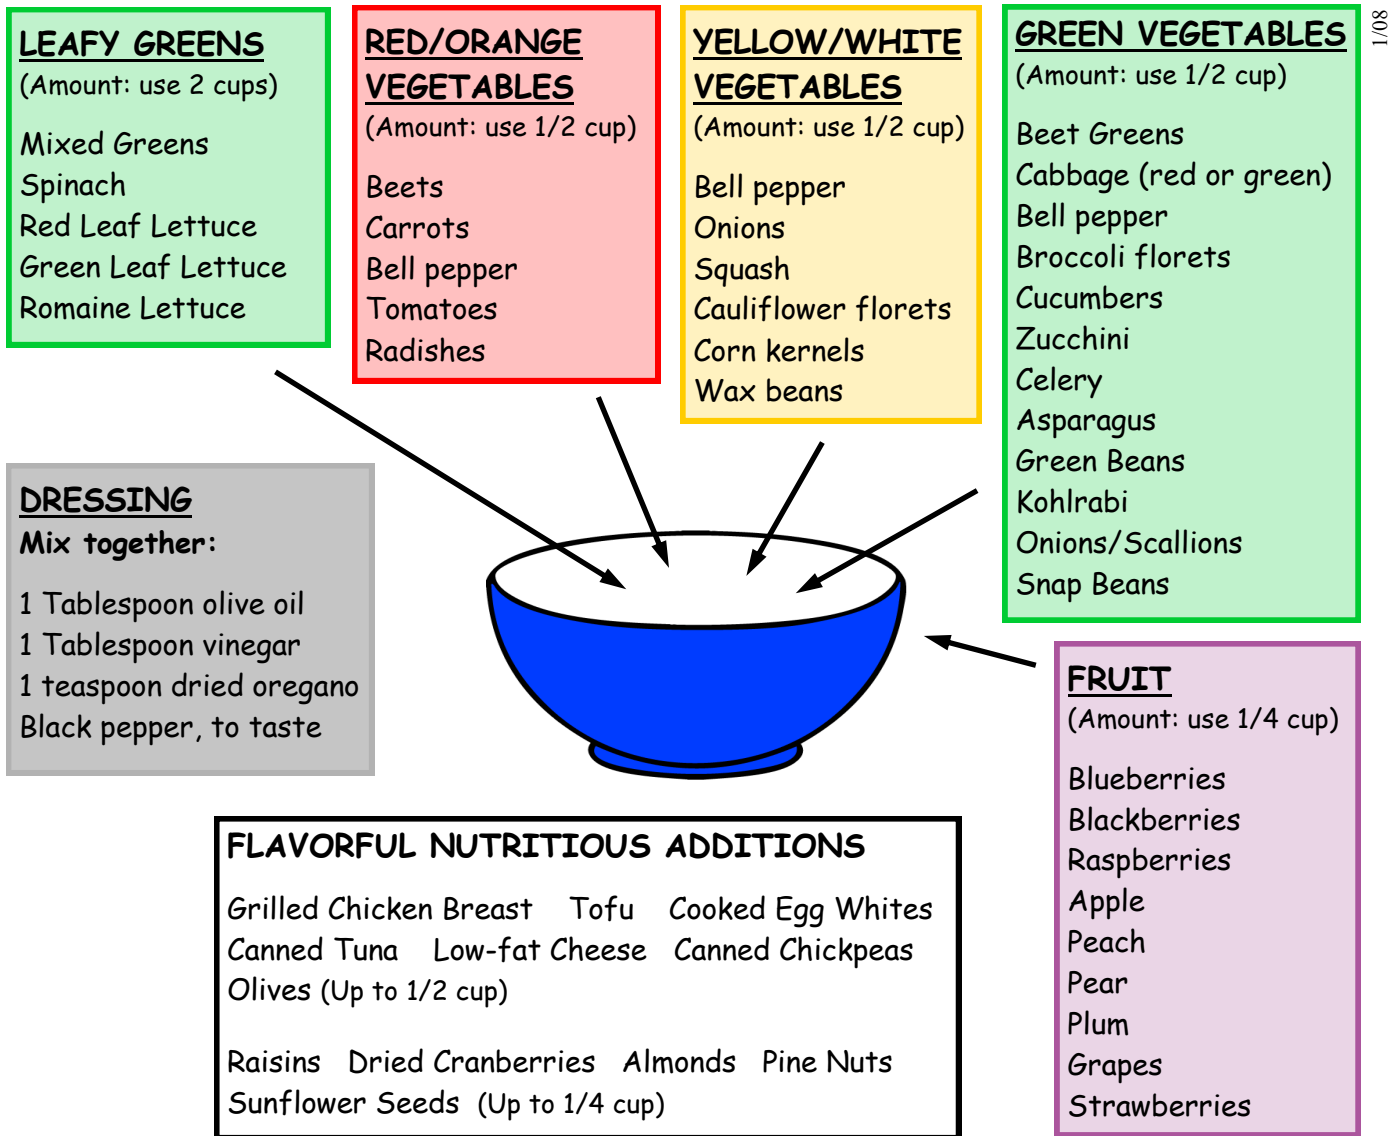 LEAFY GREENS
(Amount: use 2 cups)
Mixed Greens
Spinach
Red Leaf Lettuce
Green Leaf Lettuce
Romaine Lettuce
RED/ORANGE
VEGETABLES
(Amount: use 1/2 cup)
Beets
Carrots
Bell pepper
Tomatoes
Radishes
YELLOW/WHITE
VEGETABLES
(Amount: use 1/2 cup)
Bell pepper
Onions
Squash
Cauliflower florets
Corn kernels
Wax beans
GREEN VEGETABLES
(Amount: use 1/2 cup)
Beet Greens
Cabbage (red or green)
Bell pepper
Broccoli florets
Cucumbers
Zucchini
Celery
Asparagus
Green Beans
Kohlrabi
Onions/Scallions
Snap Beans
1/08
DRESSING
Mix together:
1 Tablespoon olive oil
1 Tablespoon vinegar
1 teaspoon dried oregano
Black pepper, to taste
FRUIT
(Amount: use 1/4 cup)
Blueberries
Blackberries
Raspberries
Apple
Peach
Pear
Plum
Grapes
Strawberries
FLAVORFUL NUTRITIOUS ADDITIONS
Grilled Chicken Breast Tofu Cooked Egg Whites
Canned Tuna Low-fat Cheese Canned Chickpeas
Olives (Up to 1/2 cup)
Raisins Dried Cranberries Almonds Pine Nuts
Sunflower Seeds (Up to 1/4 cup)